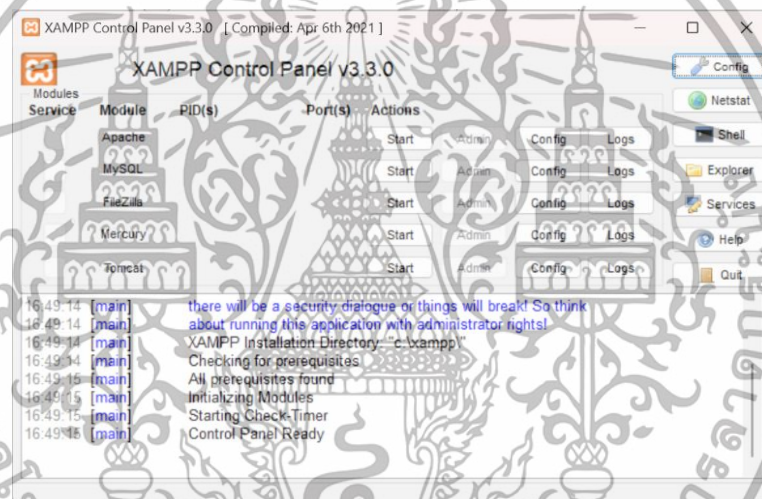 XAMPP Control Panel v3.3.0 [ Compiled: Apr 6th 2021 ]
XAMPP Control Panel v3.3.0
Config
Modules
Service Module PID(s) Port(s) Actions
Netstat
Apache Start Admin Config Logs
Shell
MySQL Start Admin Config Logs
Explorer
FileZilla Start Admin Config Logs
Services
Mercury Start Admin Config Logs
Help
Tomcat Start Admin Config Logs
Quit
16:49:14 [main] there will be a security dialogue or things will break! So think
16:49:14 [main] about running this application with administrator rights!
16:49:14 [main] XAMPP Installation Directory: "c:\xampp\"
16:49:14 [main] Checking for prerequisites
16:49:15 [main] All prerequisites found
16:49:15 [main] Initializing Modules
16:49:15 [main] Starting Check-Timer
16:49:15 [main] Control Panel Ready